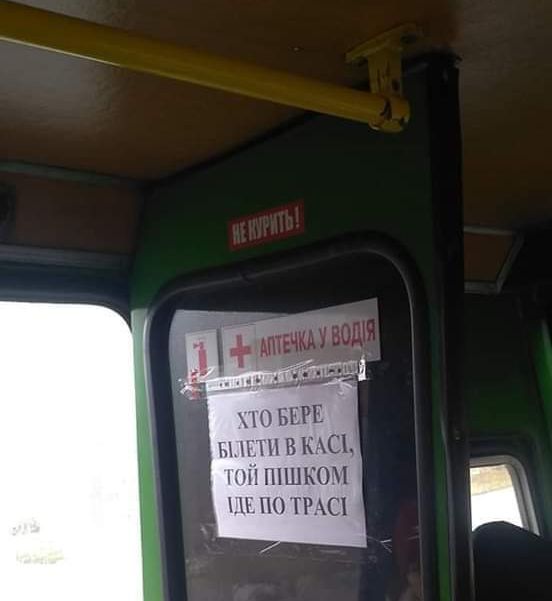 НЕ КУРИТЬ!
АПТЕЧКА У ВОДІЯ
ХТО БЕРЕ
БІЛЕТИ В КАСІ,
ТОЙ ПІШКОМ
ІДЕ ПО ТРАСІ